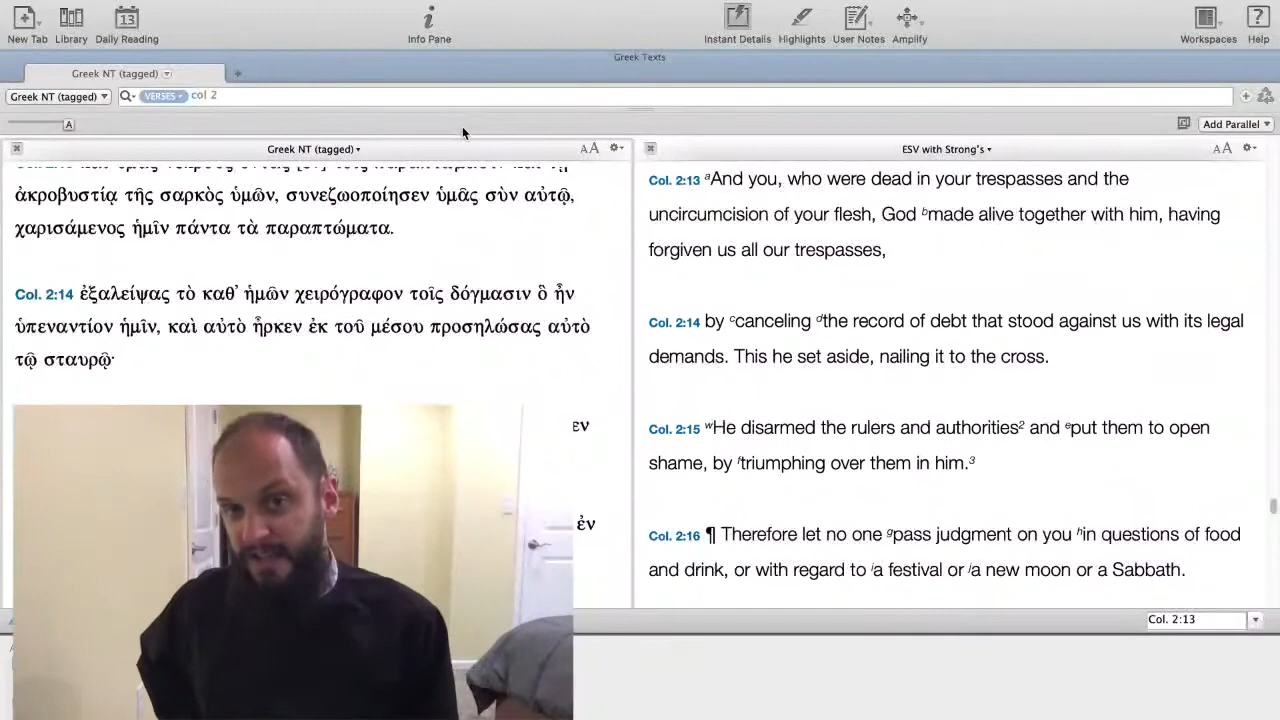 New Tab Library Daily Reading Info Pane Instant Details Highlights User Notes Amplify Workspaces Help
13
Greek Texts
Greek NT (tagged)
Greek NT (tagged) VERSES col 2
A Add Parallel
Greek NT (tagged)
ἀκροβυστίᾳ τῆς σαρκὸς ὑμῶν, συνεζωοποίησεν ὑμᾶς σὺν αὐτῷ,
χαρισάμενος ἡμῖν πάντα τὰ παραπτώματα.
Col. 2:14 ἐξαλείψας τὸ καθ’ ἡμῶν χειρόγραφον τοῖς δόγμασιν ὃ ἦν
ὑπεναντίον ἡμῖν, καὶ αὐτὸ ἦρκεν ἐκ τοῦ μέσου προσηλώσας αὐτὸ
τῷ σταυρῷ·
εν
ἐν
ESV with Strong's
Col. 2:13 aAnd you, who were dead in your trespasses and the
uncircumcision of your flesh, God bmade alive together with him, having
forgiven us all our trespasses,
Col. 2:14 by ccanceling dthe record of debt that stood against us with its legal
demands. This he set aside, nailing it to the cross.
Col. 2:15 wHe disarmed the rulers and authorities2 and eput them to open
shame, by ftriumphing over them in him.3
Col. 2:16 ¶ Therefore let no one gpass judgment on you hin questions of food
and drink, or with regard to ia festival or ja new moon or a Sabbath.
Col. 2:13